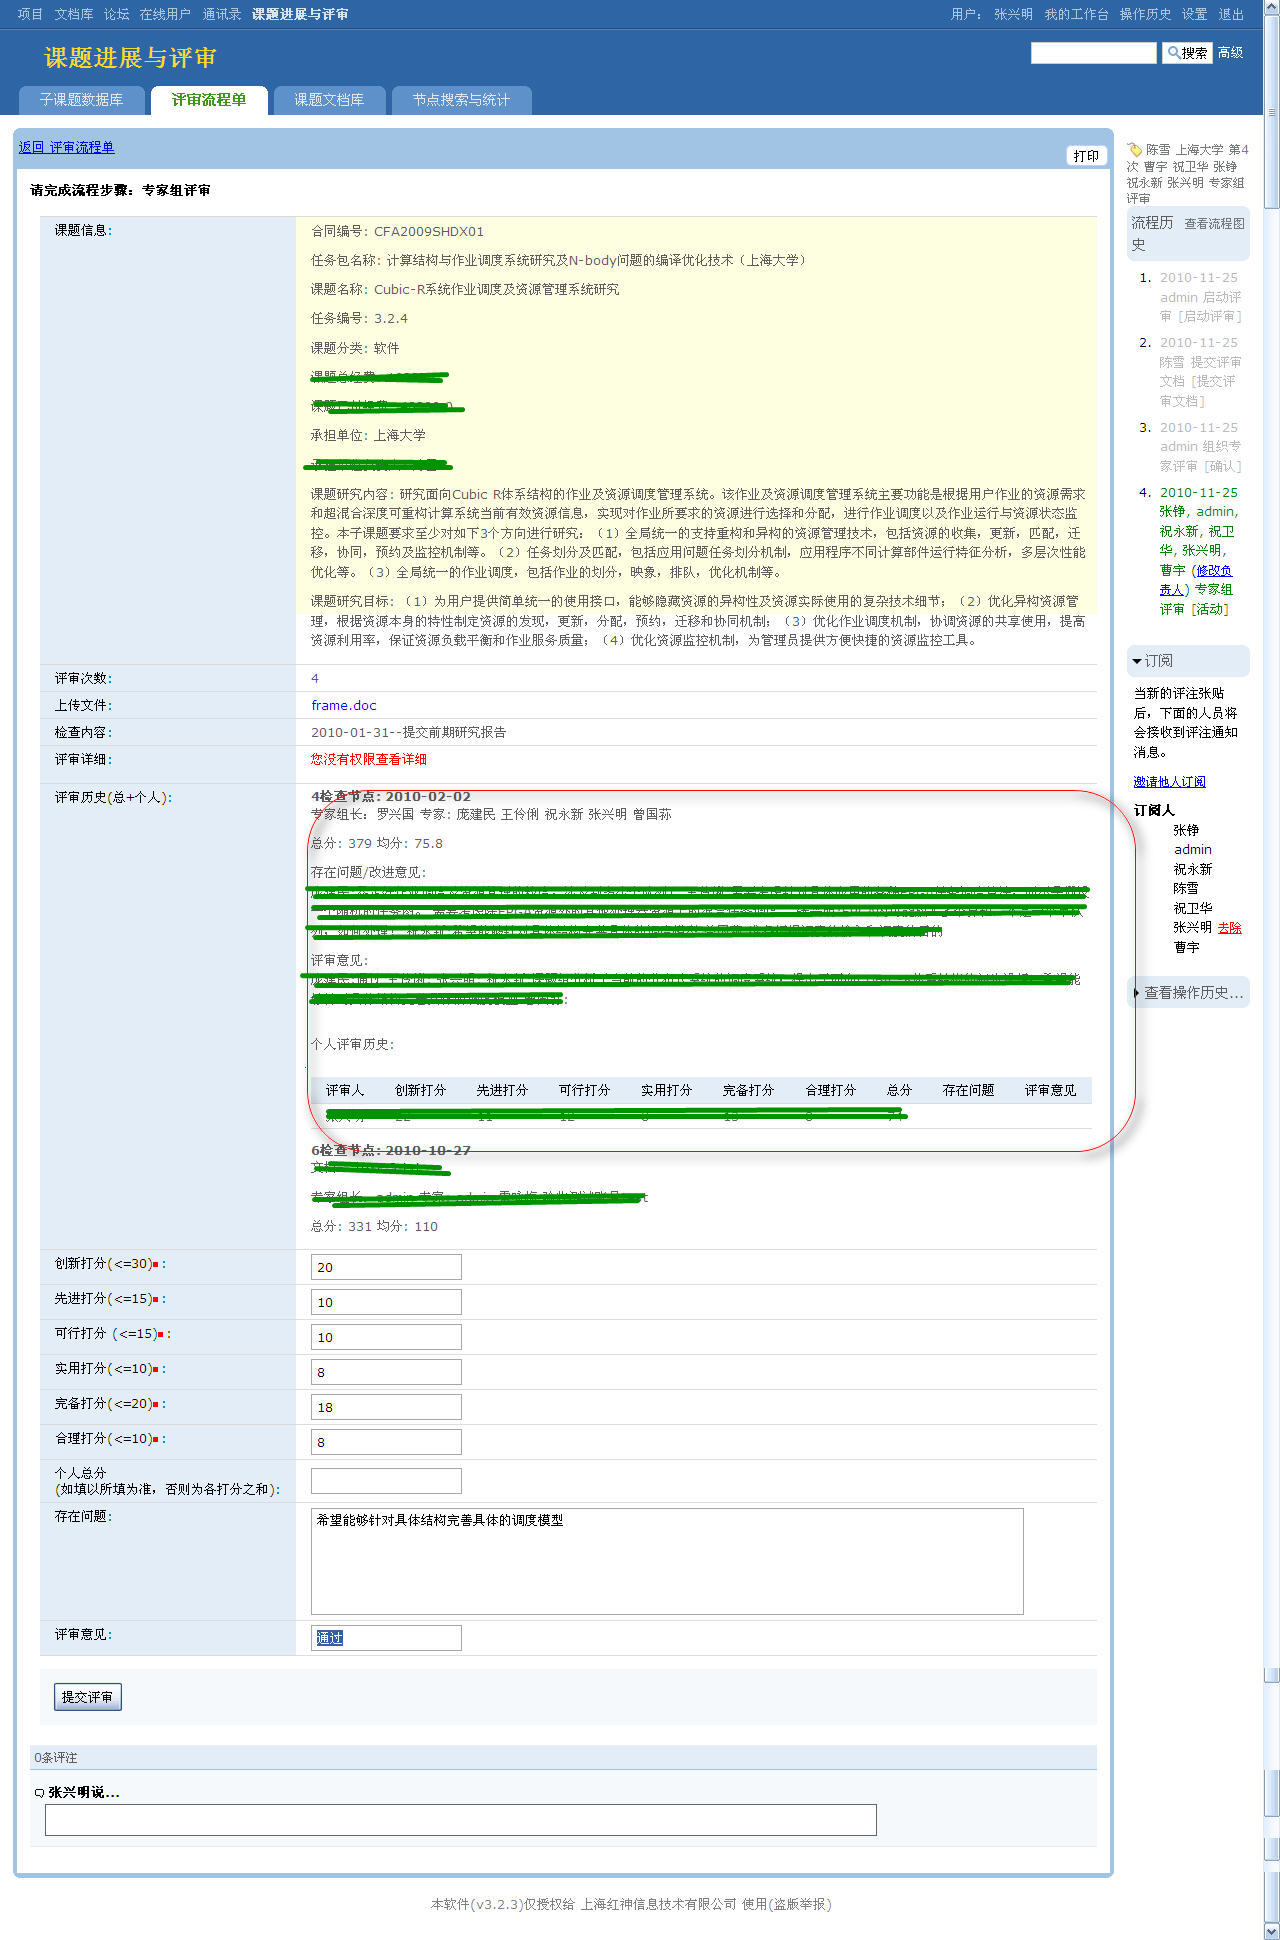 项目 文档库 论坛 在线用户 通讯录 课题进展与评审
用户： 张兴明 我的工作台 操作历史 设置 退出
课题进展与评审
搜索 高级
子课题数据库 评审流程单 课题文档库 节点搜索与统计
返回 评审流程单
打印
请完成流程步骤：专家组评审
课题信息:
合同编号: CFA2009SHDX01
任务包名称: 计算结构与作业调度系统研究及N-body问题的编译优化技术（上海大学）
课题名称: Cubic-R系统作业调度及资源管理系统研究
任务编号: 3.2.4
课题分类: 软件
承担单位: 上海大学
课题研究内容: 研究面向Cubic R体系结构的作业及资源调度管理系统。该作业及资源调度管理系统主要功能是根据用户作业的资源需求
和超混合深度可重构计算系统当前有效资源信息，实现对作业所要求的资源进行选择和分配，进行作业调度以及作业运行与资源状态监
控。本子课题要求至少对如下3个方向进行研究：（1）全局统一的支持重构和异构的资源管理技术，包括资源的收集，更新，匹配，迁
移，协同，预约及监控机制等。（2）任务划分及匹配，包括应用问题任务划分机制，应用程序不同计算部件运行特征分析，多层次性能
优化等。（3）全局统一的作业调度，包括作业的划分，映象，排队，优化机制等。
课题研究目标: （1）为用户提供简单统一的使用接口，能够隐藏资源的异构性及资源实际使用的复杂技术细节；（2）优化异构资源管
理，根据资源本身的特性制定资源的发现，更新，分配，预约，迁移和协同机制；（3）优化作业调度机制，协调资源的共享使用，提高
资源利用率，保证资源负载平衡和作业服务质量；（4）优化资源监控机制，为管理员提供方便快捷的资源监控工具。
评审次数: 4
上传文件: frame.doc
检查内容: 2010-01-31--提交前期研究报告
评审详细: 您没有权限查看详细
评审历史(总+个人):
4检查节点: 2010-02-02
专家组长：罗兴国 专家: 庞建民 王伶俐 祝永新 张兴明 曾国荪
总分: 379 均分: 75.8
存在问题/改进意见:
评审意见:
个人评审历史:
评审人 创新打分 先进打分 可行打分 实用打分 完备打分 合理打分 总分 存在问题 评审意见
6检查节点: 2010-10-27
总分: 331 均分: 110
创新打分(<=30)▪: 20
先进打分(<=15)▪: 10
可行打分 (<=15)▪: 10
实用打分(<=10)▪: 8
完备打分(<=20)▪: 18
合理打分(<=10)▪: 8
个人总分
(如填以所填为准，否则为各打分之和):
存在问题: 希望能够针对具体结构完善具体的调度模型
评审意见: 通过
提交评审
0条评注
张兴明说...
本软件(v3.2.3)仅授权给 上海红神信息技术有限公司 使用(盗版举报)
陈雪 上海大学 第4
次 曹宇 祝卫华 张铮
祝永新 张兴明 专家组
评审
流程历 查看流程图
史
1. 2010-11-25
admin 启动评
审 [启动评审]
2. 2010-11-25
陈雪 提交评审
文档 [提交评
审文档]
3. 2010-11-25
admin 组织专
家评审 [确认]
4. 2010-11-25
张铮, admin,
祝永新, 祝卫
华, 张兴明,
曹宇 (修改负
责人) 专家组
评审 [活动]
订阅
当新的评注张贴
后，下面的人员将
会接收到评注通知
消息。
邀请他人订阅
订阅人
张铮
admin
祝永新
陈雪
祝卫华
张兴明 去除
曹宇
查看操作历史...